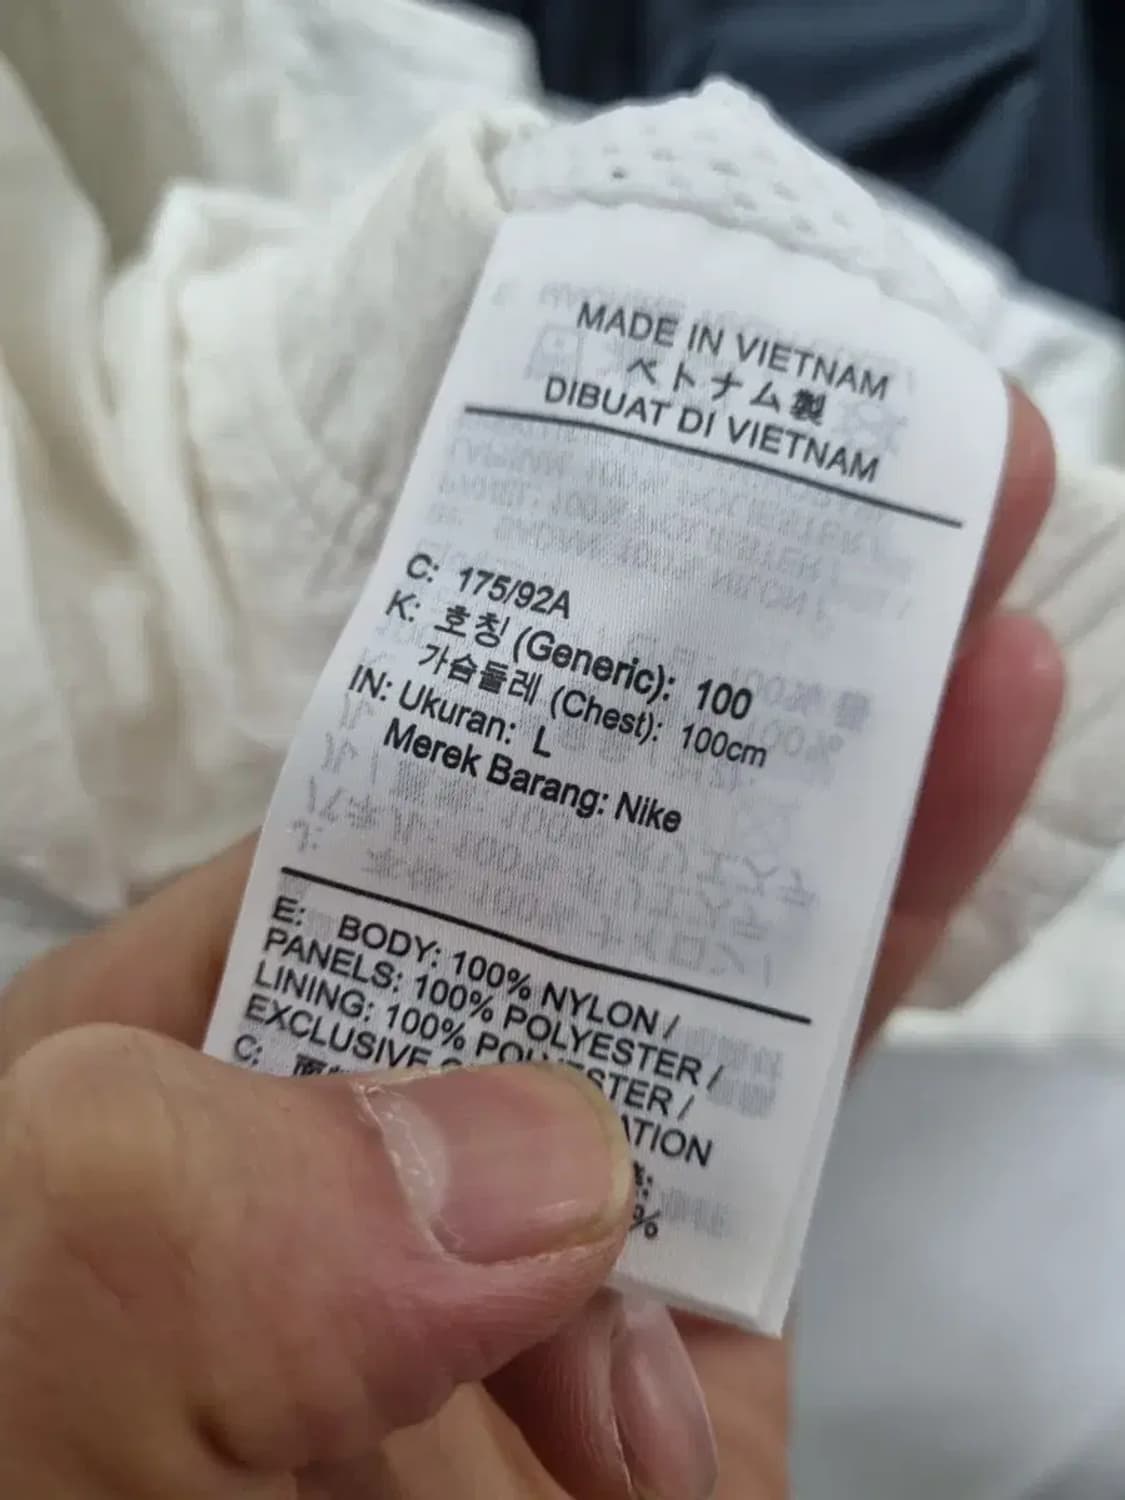 MADE IN VIETNAM
ベトナム製
DIBUAT DI VIETNAM
C: 175/92A
K: 호칭 (Generic): 100
가슴둘레 (Chest): 100cm
IN: Ukuran: L
Merek Barang: Nike
E: BODY: 100% NYLON /
PANELS: 100% POLYESTER /
LINING: 100% POLYESTER /
EXCLUSIVE
C:
%